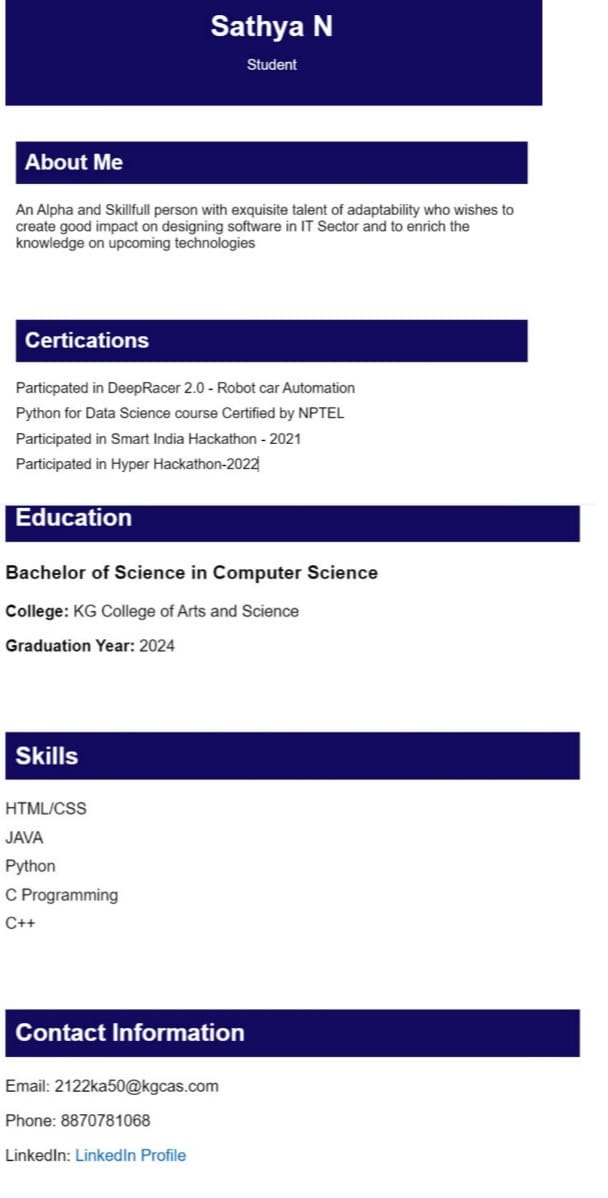 Sathya N
Student
About Me
An Alpha and Skillfull person with exquisite talent of adaptability who wishes to
create good impact on designing software in IT Sector and to enrich the
knowledge on upcoming technologies
Certications
Particpated in DeepRacer 2.0 - Robot car Automation
Python for Data Science course Certified by NPTEL
Participated in Smart India Hackathon - 2021
Participated in Hyper Hackathon-2022
Education
Bachelor of Science in Computer Science
College: KG College of Arts and Science
Graduation Year: 2024
Skills
HTML/CSS
JAVA
Python
C Programming
C++
Contact Information
Email: 2122ka50@kgcas.com
Phone: 8870781068
LinkedIn: LinkedIn Profile